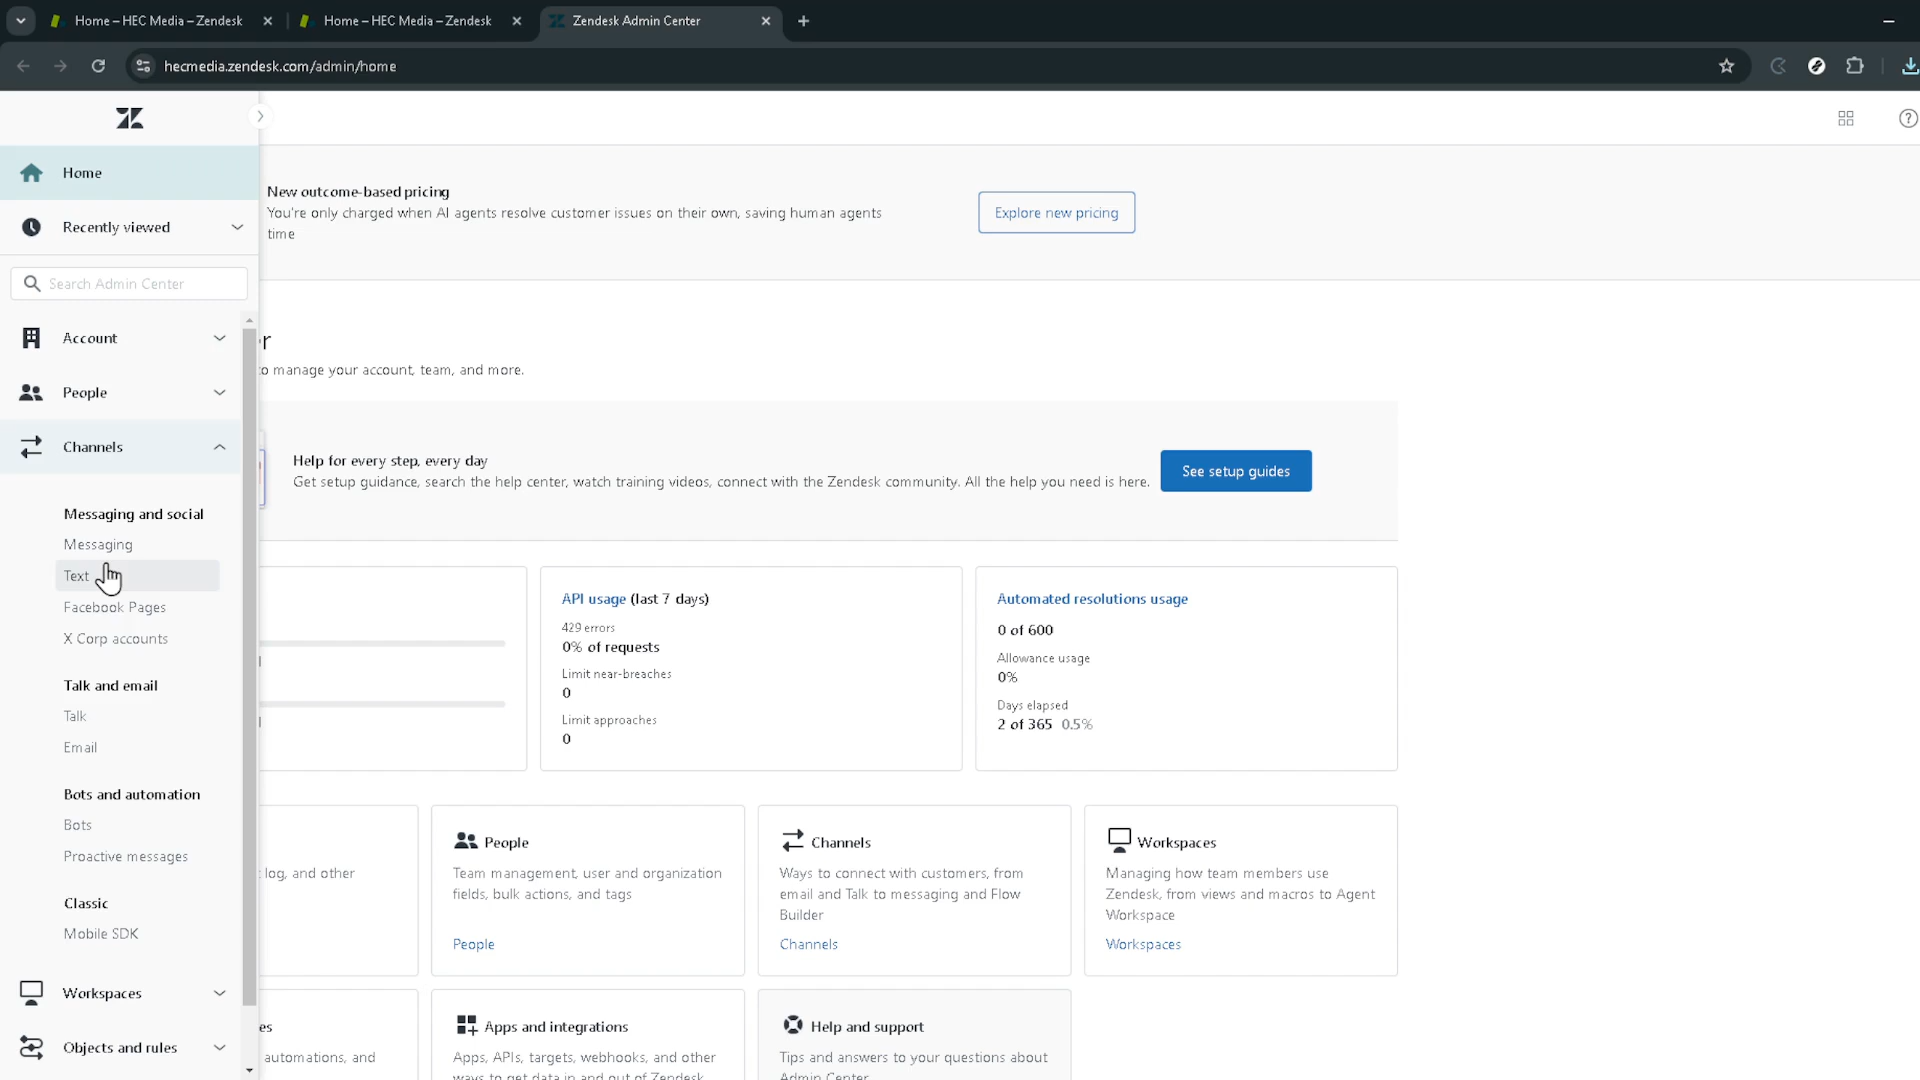 Home – HEC Media – Zendesk
Home – HEC Media – Zendesk
Zendesk Admin Center
hecmedia.zendesk.com/admin/home
Home
Recently viewed
Search Admin Center
Account
People
Channels
Messaging and social
Messaging
Text
Facebook Pages
X Corp accounts
Talk and email
Talk
Email
Bots and automation
Bots
Proactive messages
Classic
Mobile SDK
Workspaces
Objects and rules
New outcome-based pricing
You're only charged when AI agents resolve customer issues on their own, saving human agents
time
Explore new pricing
r
o manage your account, team, and more.
Help for every step, every day
Get setup guidance, search the help center, watch training videos, connect with the Zendesk community. All the help you need is here.
See setup guides
API usage (last 7 days)
429 errors
0% of requests
Limit near-breaches
0
Limit approaches
0
Automated resolutions usage
0 of 600
Allowance usage
0%
Days elapsed
2 of 365 0.5%
log, and other
People
Team management, user and organization
fields, bulk actions, and tags
People
Channels
Ways to connect with customers, from
email and Talk to messaging and Flow
Builder
Channels
Workspaces
Managing how team members use
Zendesk, from views and macros to Agent
Workspace
Workspaces
es
automations, and
Apps and integrations
Apps, APIs, targets, webhooks, and other
ways to get data in and out of Zendesk
Help and support
Tips and answers to your questions about
Admin Center